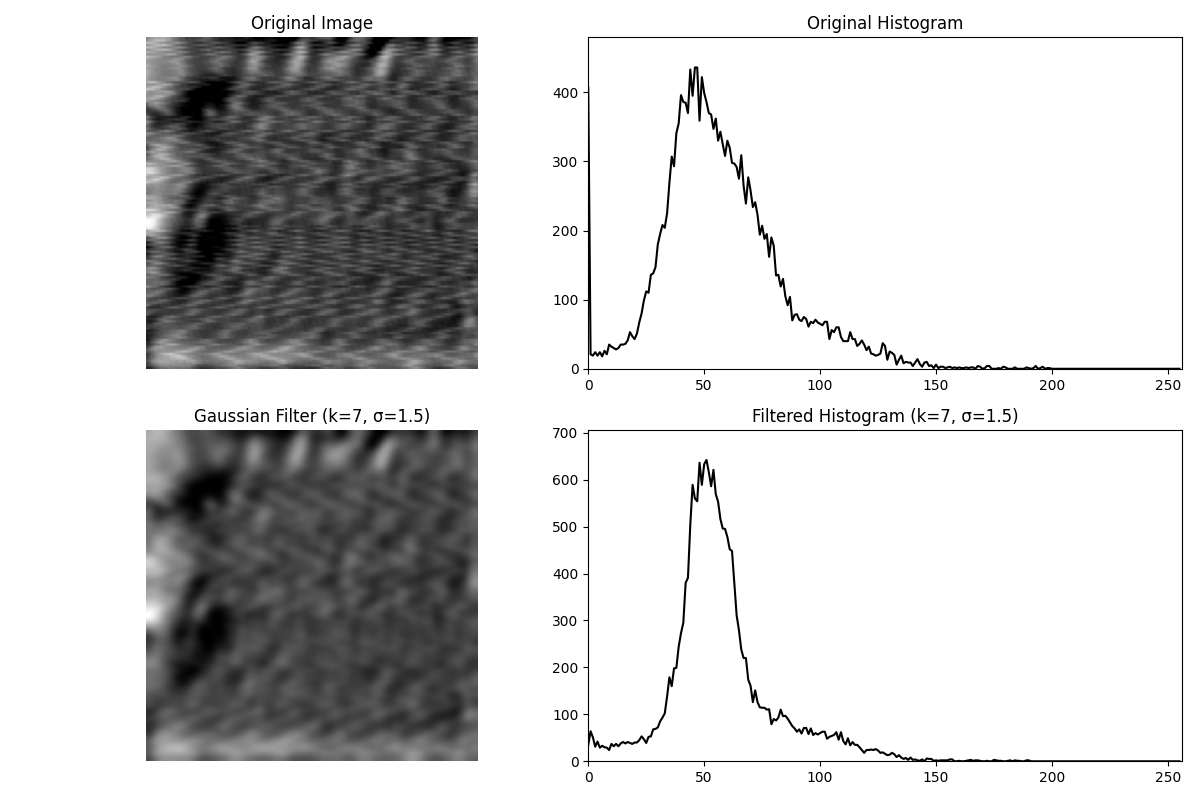 Original Image
Original Histogram
400
300
200
100
0
0 50 100 150 200 250
Gaussian Filter (k=7, σ=1.5)
Filtered Histogram (k=7, σ=1.5)
700
600
500
400
300
200
100
0
0 50 100 150 200 250